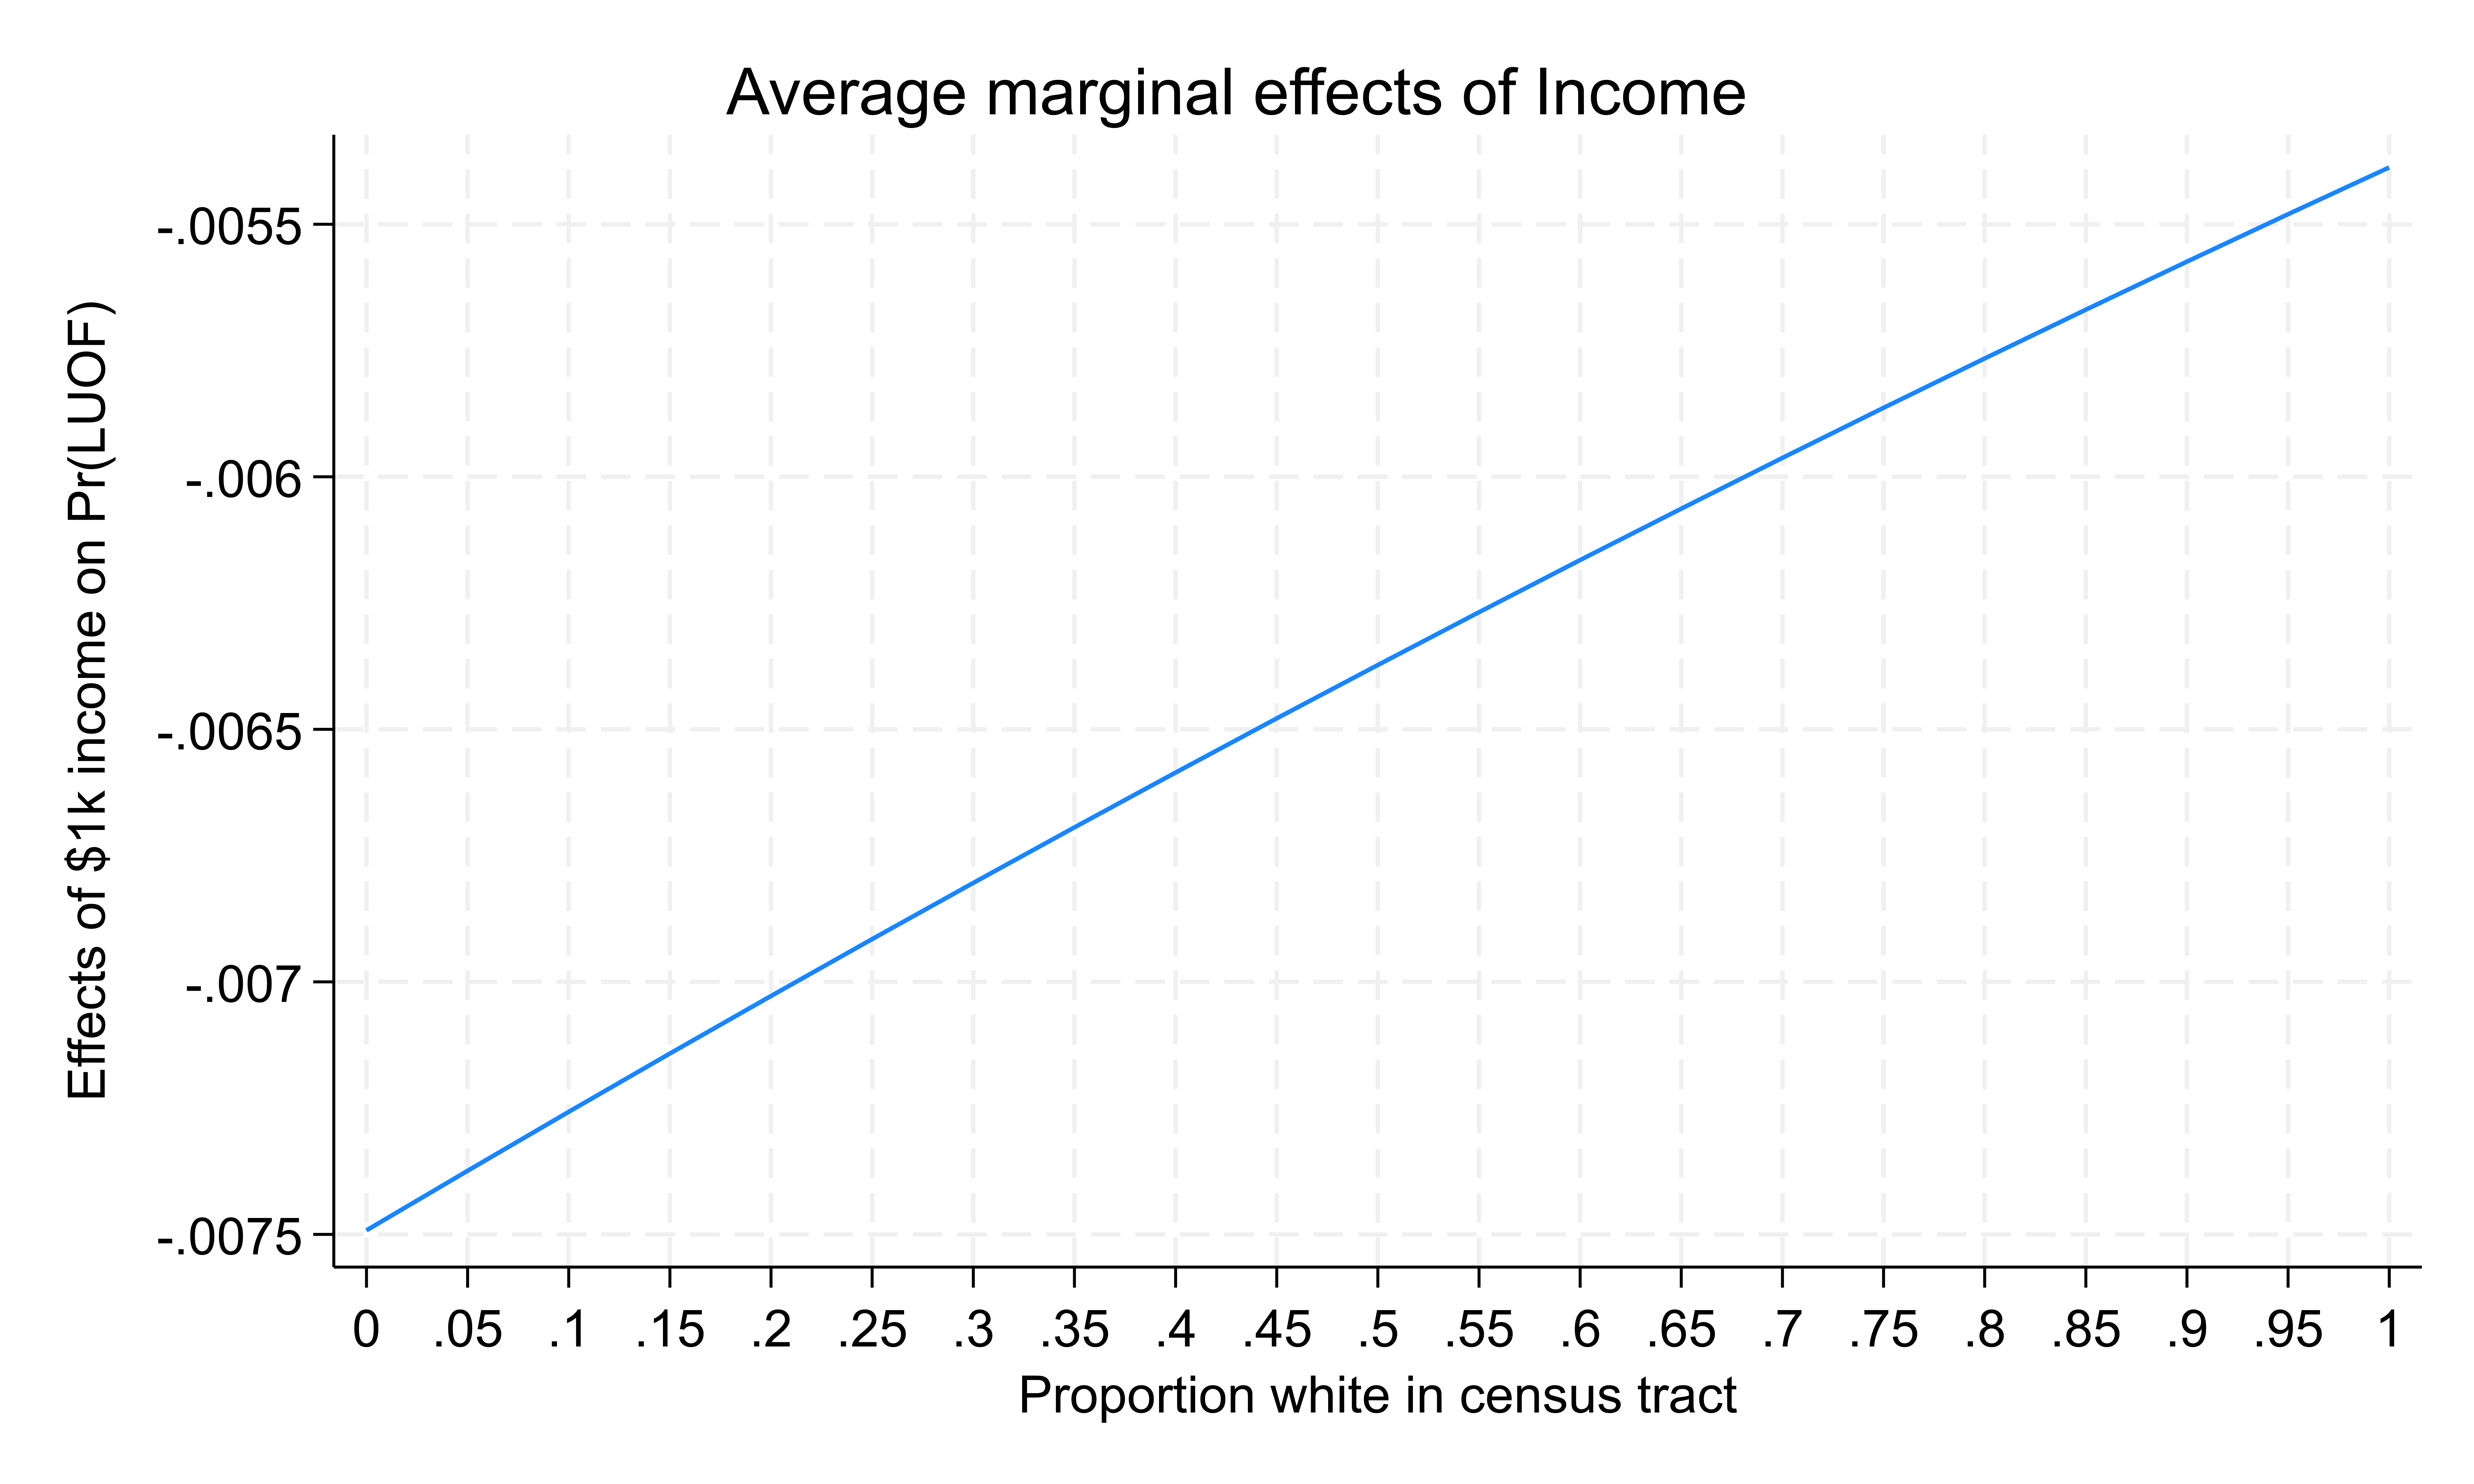 Average marginal effects of Income
Effects of $1k income on Pr(LUOF)
-.0055
-.006
-.0065
-.007
-.0075
0 .05 .1 .15 .2 .25 .3 .35 .4 .45 .5 .55 .6 .65 .7 .75 .8 .85 .9 .95 1
Proportion white in census tract